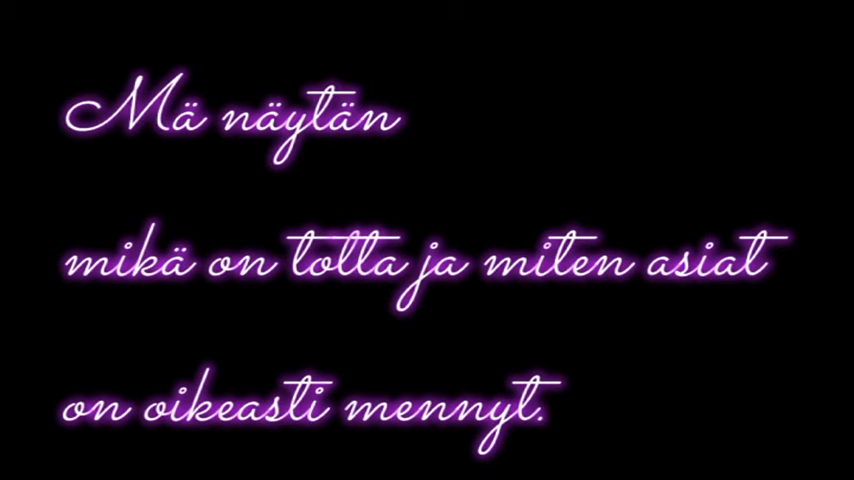 Mä näytän
mikä on totta ja miten asiat
on oikeasti mennyt.